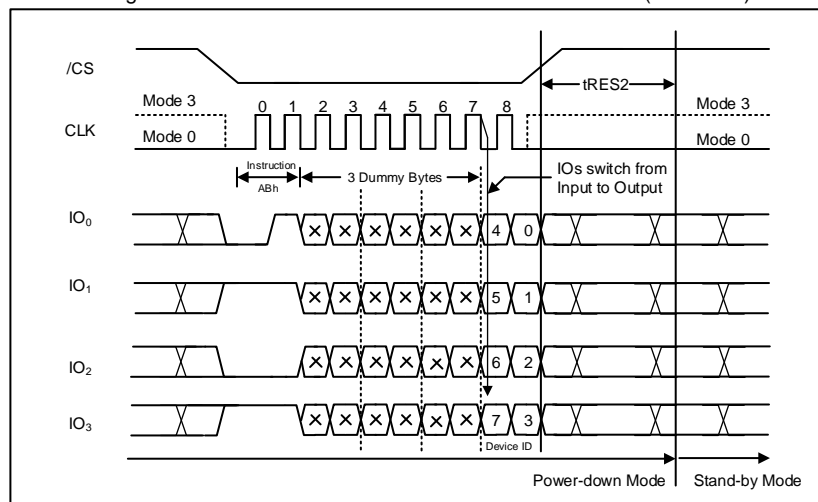 /CS
tRES2
Mode 3
0 1 2 3 4 5 6 7 8
Mode 3
CLK
Mode 0
Mode 0
Instruction
ABh
3 Dummy Bytes
IOs switch from
Input to Output
IO0
4 0
IO1
5 1
IO2
6 2
IO3
7 3
Device ID
Power-down Mode
Stand-by Mode